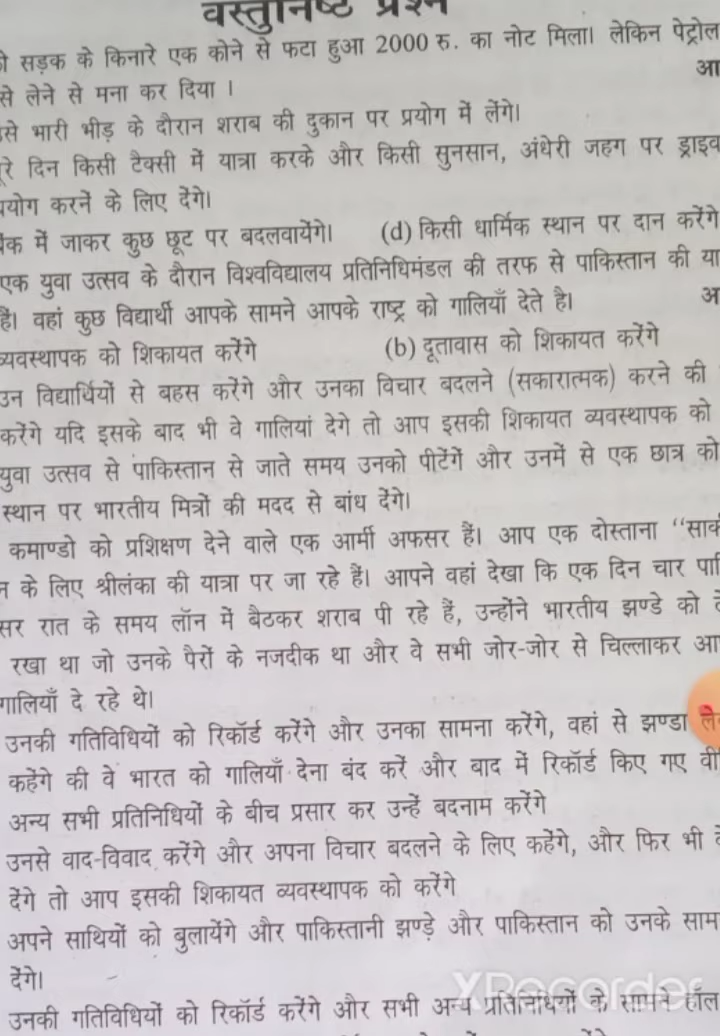 वस्तुनिष्ठ प्रश्न
सड़क के किनारे एक कोने से फटा हुआ 2000 रु. का नोट मिला। लेकिन पेट्रोल
से लेने से मना कर दिया ।
से भारी भीड़ के दौरान शराब की दुकान पर प्रयोग में लेंगे।
दिन किसी टैक्सी में यात्रा करके और किसी सुनसान, अंधेरी जहग पर ड्राइव
करनें के लिए देंगे।
में जाकर कुछ छूट पर बदलवायेंगे। (d) किसी धार्मिक स्थान पर दान करेंगे
एक युवा उत्सव के दौरान विश्वविद्यालय प्रतिनिधिमंडल की तरफ से पाकिस्तान की या
हैं। वहां कुछ विद्यार्थी आपके सामने आपके राष्ट्र को गालियाँ देते है।
व्यवस्थापक को शिकायत करेंगे (b) दूतावास को शिकायत करेंगे
उन विद्यार्थियों से बहस करेंगे और उनका विचार बदलने (सकारात्मक) करने की
करेंगे यदि इसके बाद भी वे गालियां देगे तो आप इसकी शिकायत व्यवस्थापक को
युवा उत्सव से पाकिस्तान से जाते समय उनको पीटेंगें और उनमें से एक छात्र को
स्थान पर भारतीय मित्रों की मदद से बांध देंगे।
कमाण्डो को प्रशिक्षण देने वाले एक आर्मी अफसर हैं। आप एक दोस्ताना “सार्क
के लिए श्रीलंका की यात्रा पर जा रहे हैं। आपने वहां देखा कि एक दिन चार पा
सर रात के समय लॉन में बैठकर शराब पी रहे हैं, उन्होंने भारतीय झण्डे को
रखा था जो उनके पैरों के नजदीक था और वे सभी जोर-जोर से चिल्लाकर आ
गालियाँ दे रहे थे।
उनकी गतिविधियों को रिकॉर्ड करेंगे और उनका सामना करेंगे, वहां से झण्डा ले
कहेंगे की वे भारत को गालियाँ देना बंद करें और बाद में रिकॉर्ड किए गए वी
अन्य सभी प्रतिनिधियों के बीच प्रसार कर उन्हें बदनाम करेंगे
उनसे वाद-विवाद करेंगे और अपना विचार बदलने के लिए कहेंगे, और फिर भी
देंगे तो आप इसकी शिकायत व्यवस्थापक को करेंगे
अपने साथियों को बुलायेंगे और पाकिस्तानी झण्ड़े और पाकिस्तान को उनके साम
देंगे।
उनकी गतिविधियों को रिकॉर्ड करेंगे और सभी अन्य प्रतिनिधियों के सामने हॉल
XRecorder